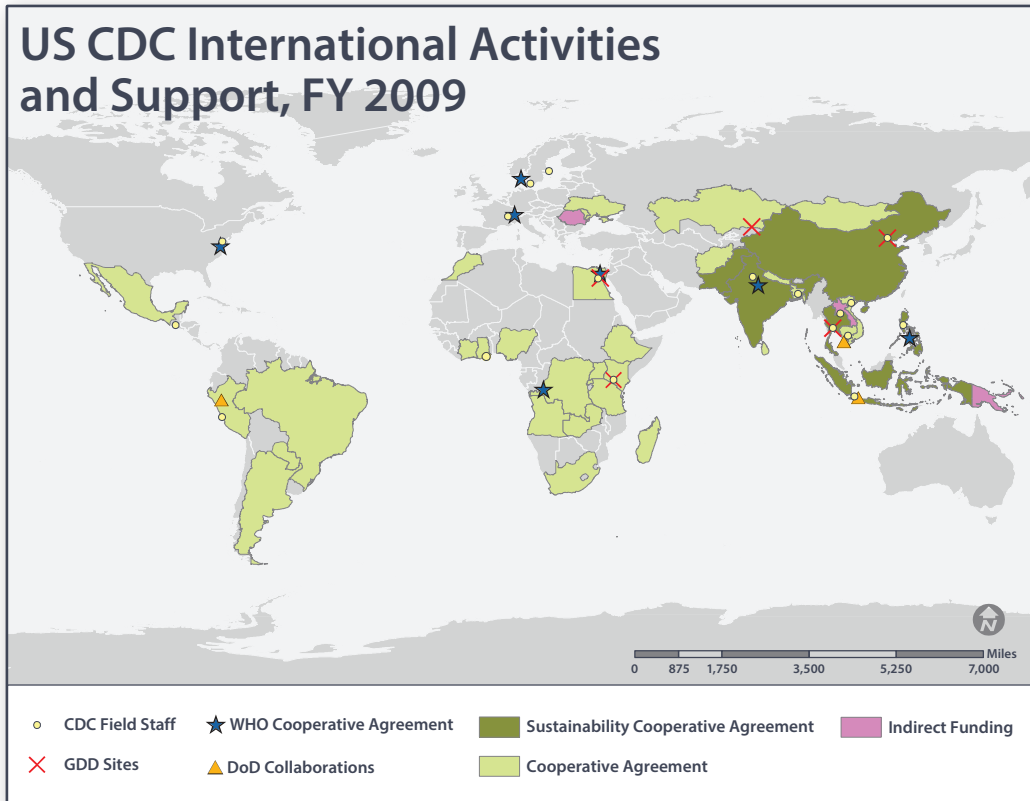 US CDC International Activities
and Support, FY 2009
N
Miles
0 875 1,750 3,500 5,250 7,000
CDC Field Staff
WHO Cooperative Agreement
Sustainability Cooperative Agreement
Indirect Funding
GDD Sites
DoD Collaborations
Cooperative Agreement